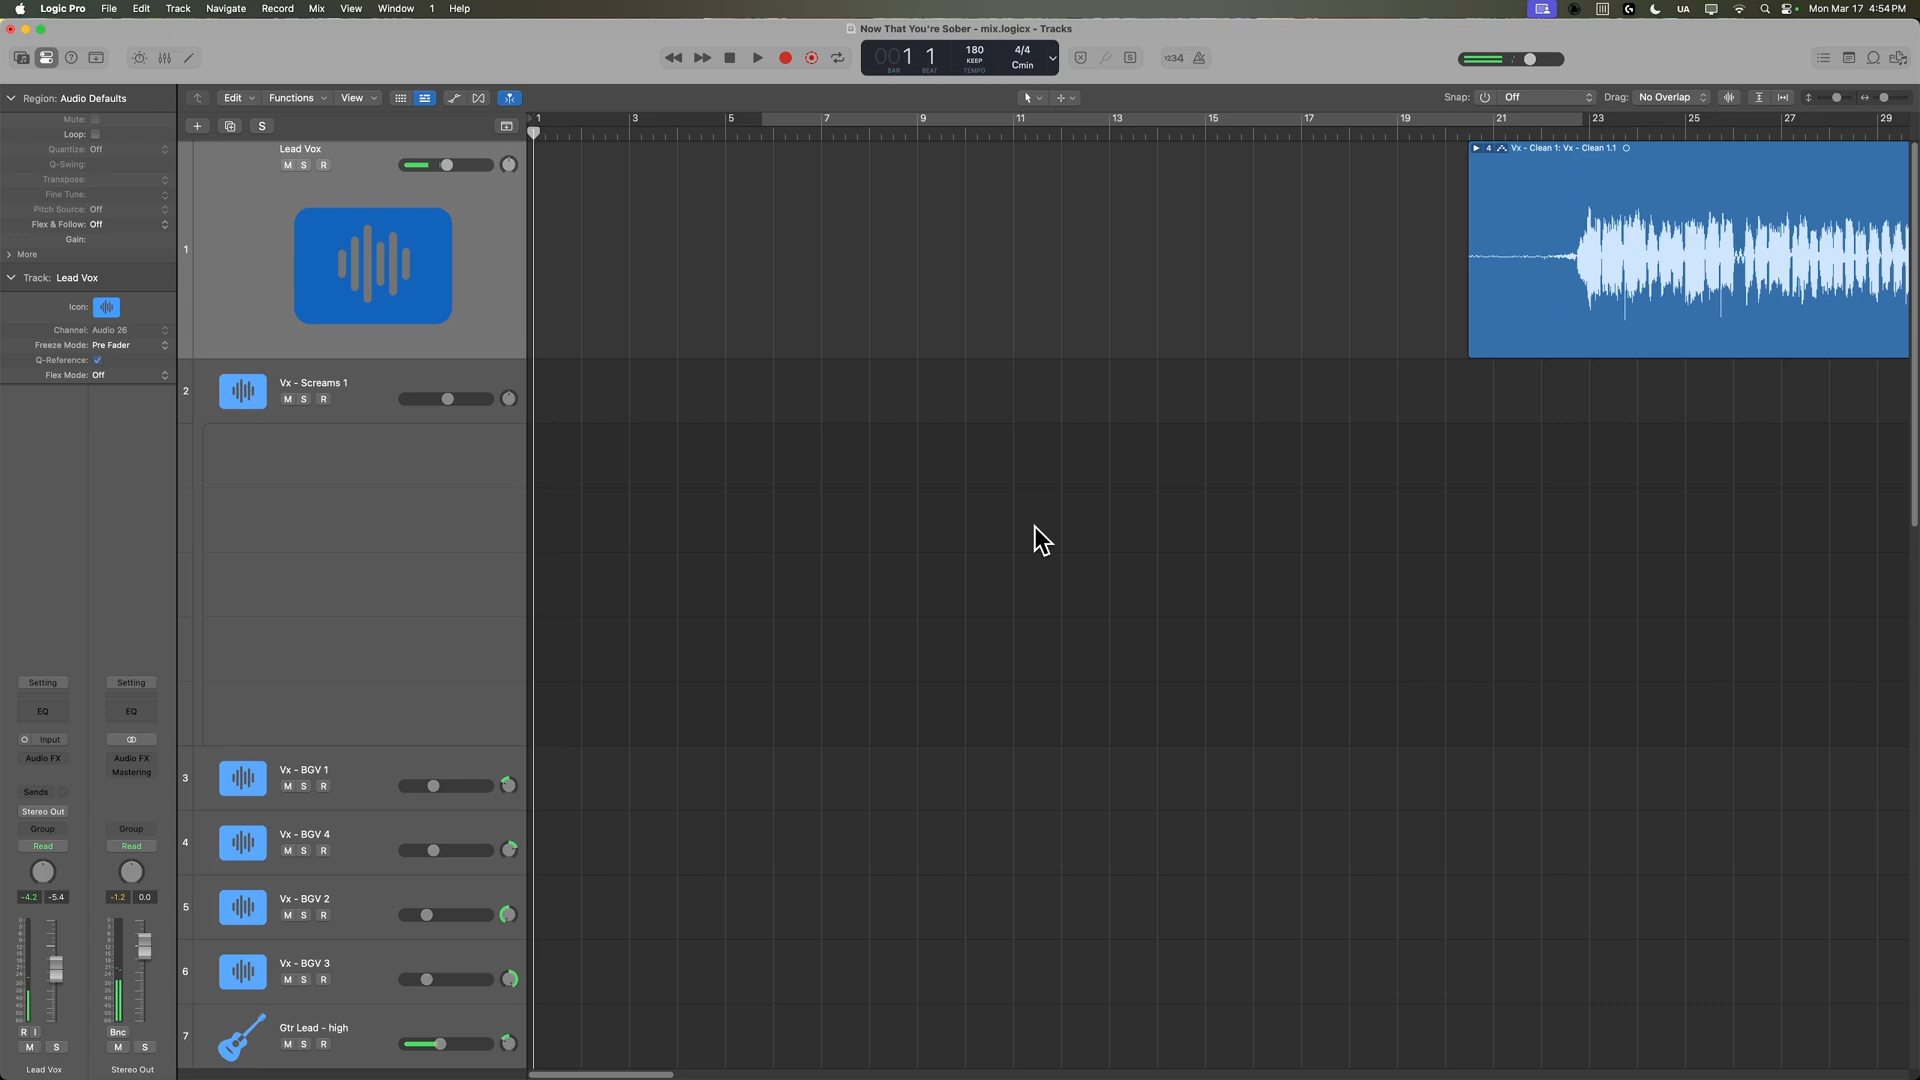 Logic Pro File Edit Track Navigate Record Mix View Window 1 Help
UA Mon Mar 17 4:54 PM
Now That You're Sober - mix.logicx - Tracks
001 1 180 4/4
KEEP Cmin
BAR BEAT TEMPO
1234
S
Region: Audio Defaults
Mute:
Loop:
Quantize: Off
Q-Swing:
Transpose:
Fine Tune:
Pitch Source: Off
Flex & Follow: Off
Gain:
More
Track: Lead Vox
Icon:
Channel: Audio 26
Freeze Mode: Pre Fader
Q-Reference:
Flex Mode: Off
Edit Functions View
Snap: Off Drag: No Overlap
S
1 3 5 7 9 11 13 15 17 19 21 23 25 27 29
1
Lead Vox
M S R
4 Vx - Clean 1: Vx - Clean 1.1
2
Vx - Screams 1
M S R
3
Vx - BGV 1
M S R
4
Vx - BGV 4
M S R
5
Vx - BGV 2
M S R
6
Vx - BGV 3
M S R
7
Gtr Lead - high
M S R
Setting Setting
EQ EQ
Input
Audio FX Audio FX
Mastering
Sends
Stereo Out
Group Group
Read Read
-4.2 -5.4 -1.2 0.0
R I Bnc
M S M S
Lead Vox Stereo Out